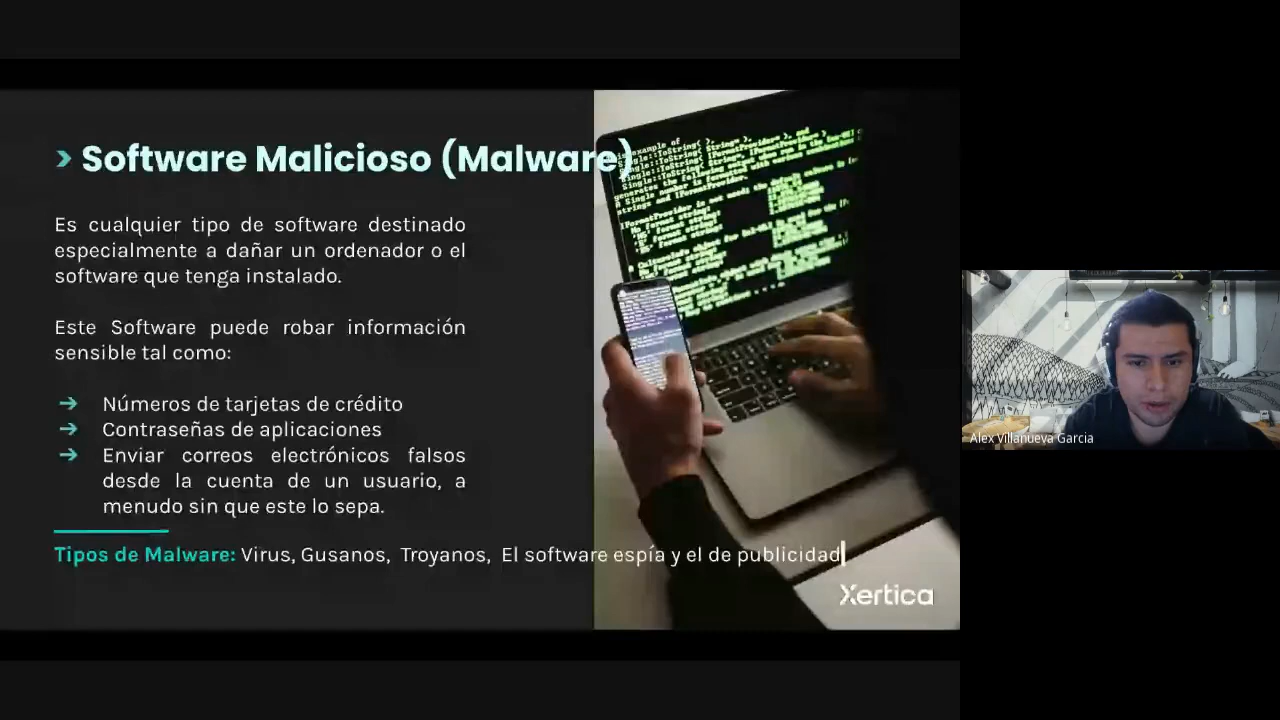 Software Malicioso (Malware)
Es cualquier tipo de software destinado
especialmente a dañar un ordenador o el
software que tenga instalado.
Este Software puede robar información
sensible tal como:
Números de tarjetas de crédito
Contraseñas de aplicaciones
Enviar correos electrónicos falsos
desde la cuenta de un usuario, a
menudo sin que este lo sepa.
Tipos de Malware: Virus, Gusanos, Troyanos, El software espía y el de publicidad
Xertica
Alex Villanueva Garcia